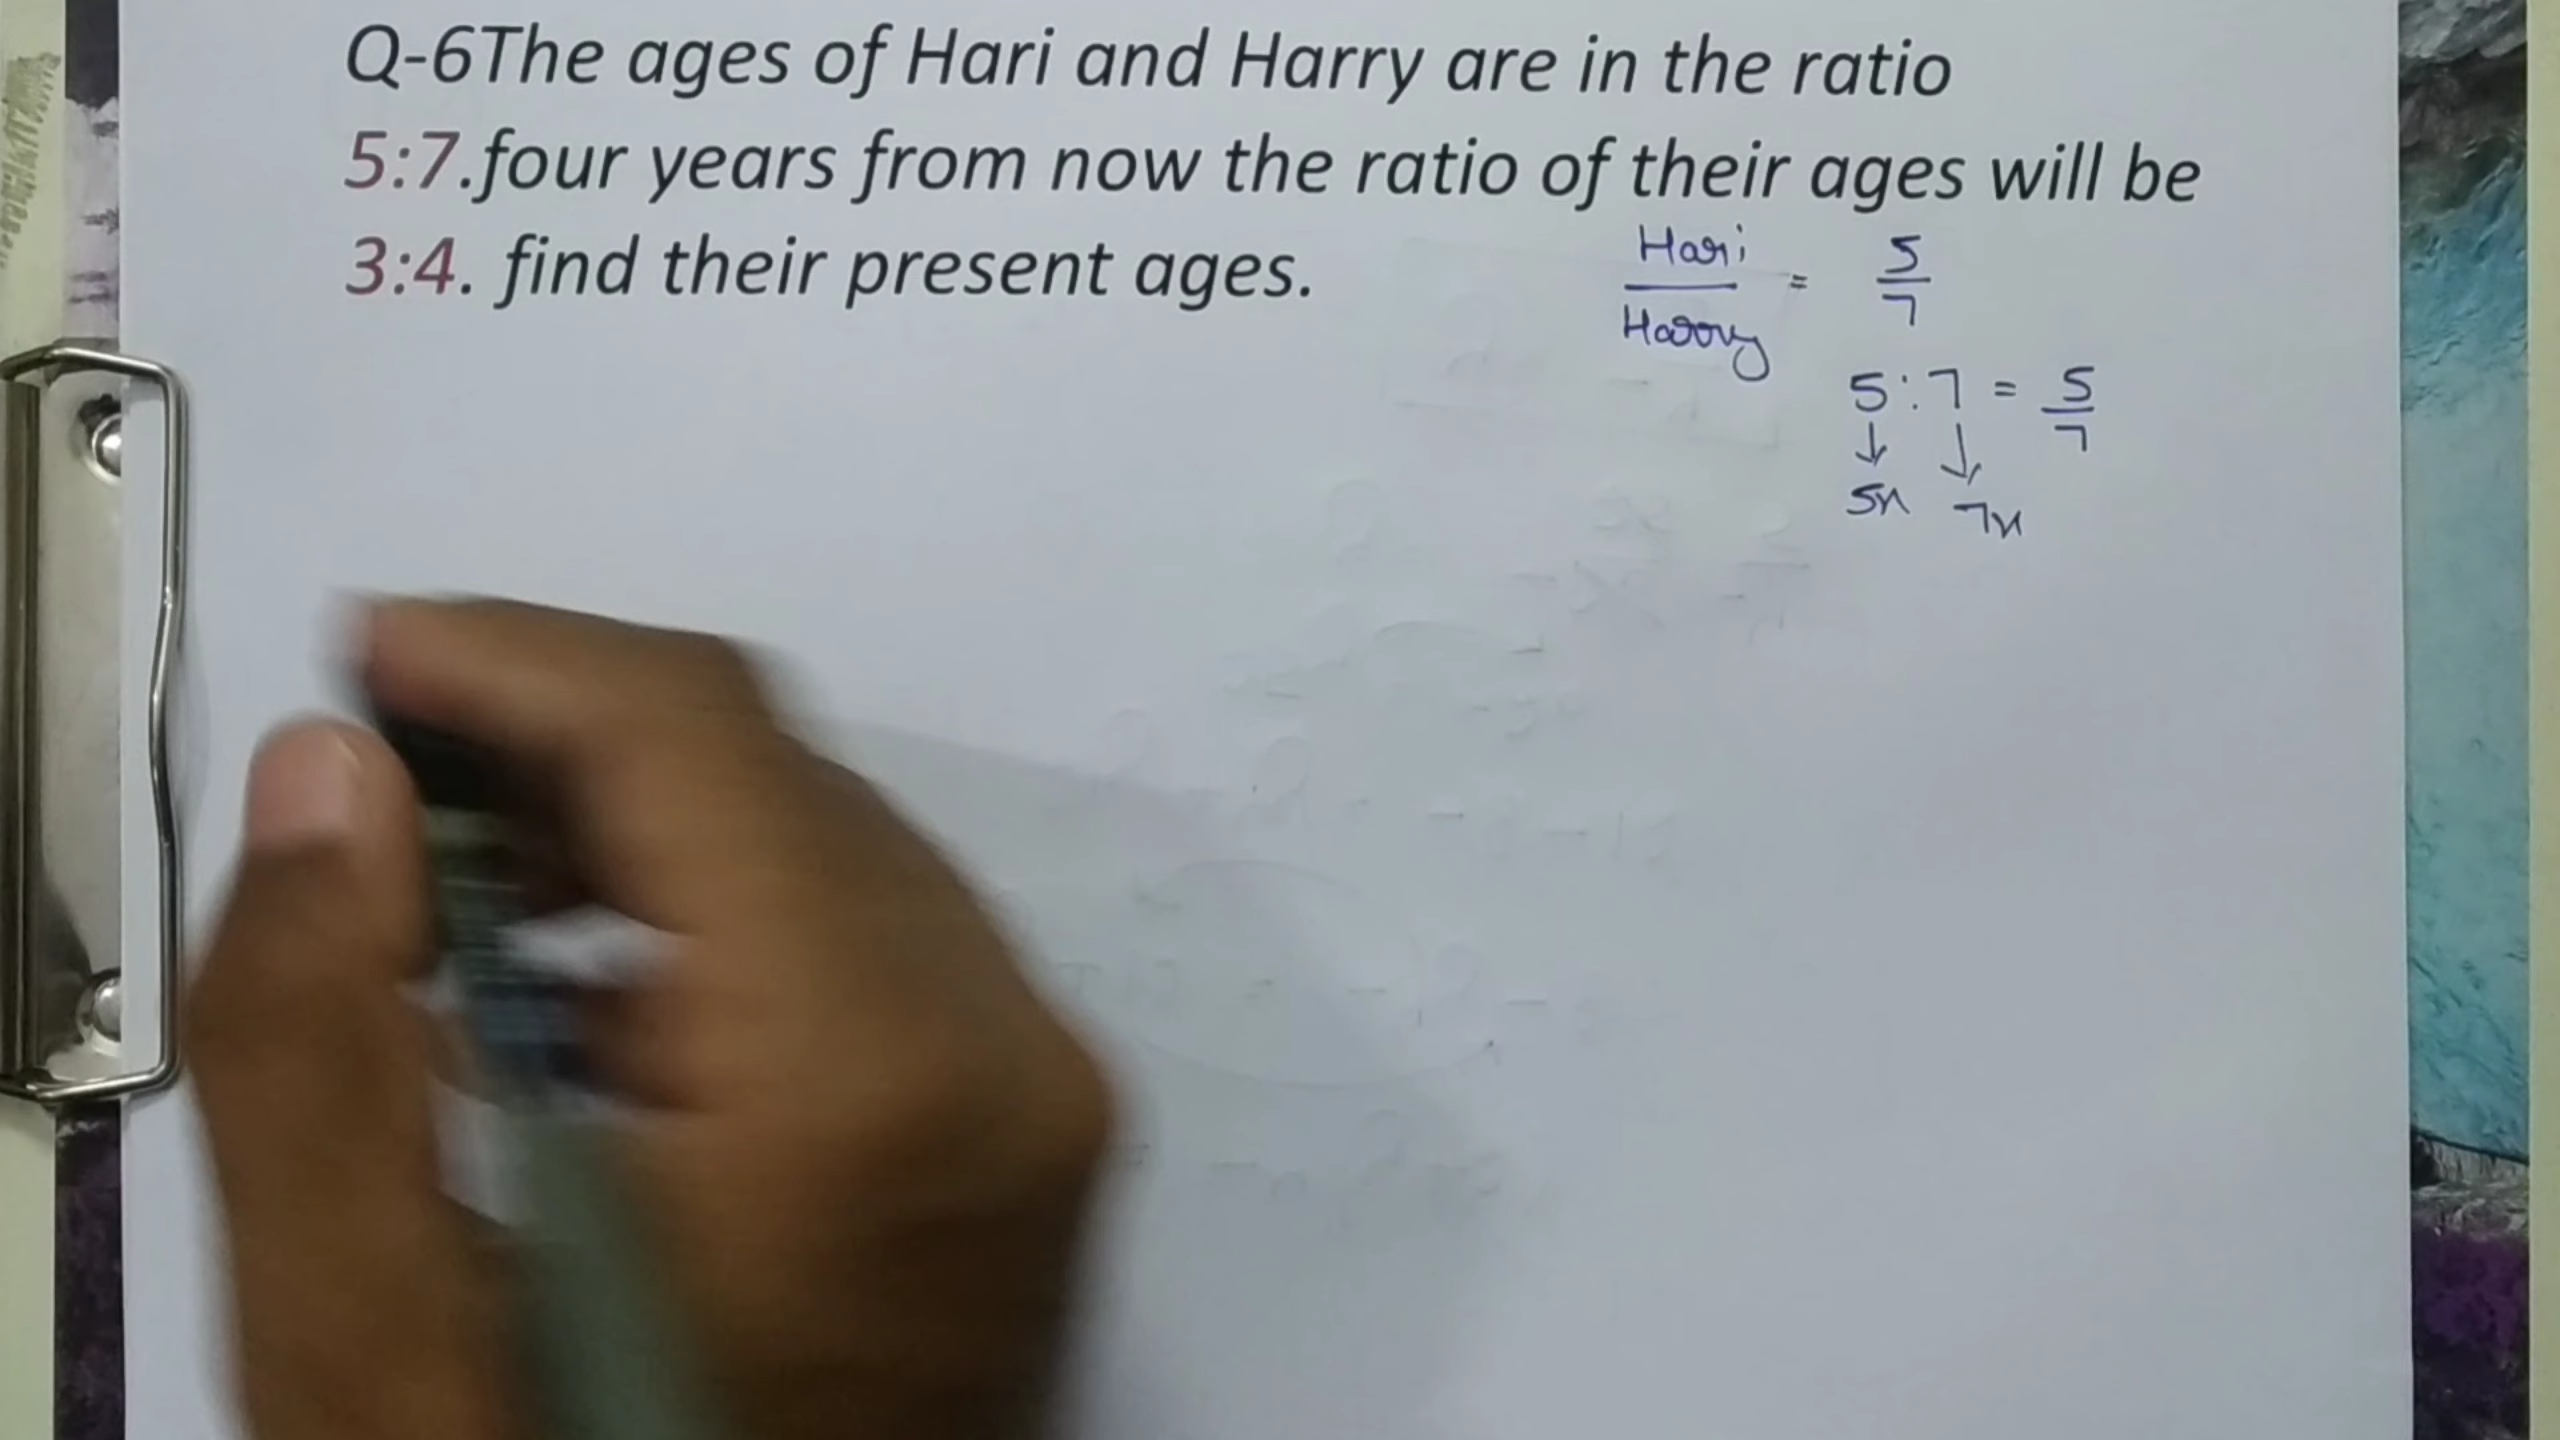 Q-6The ages of Hari and Harry are in the ratio
5:7.four years from now the ratio of their ages will be
3:4. find their present ages.
Hari
Harry
= 5/7
5:7 = 5/7
↓ ↓
5x 7x